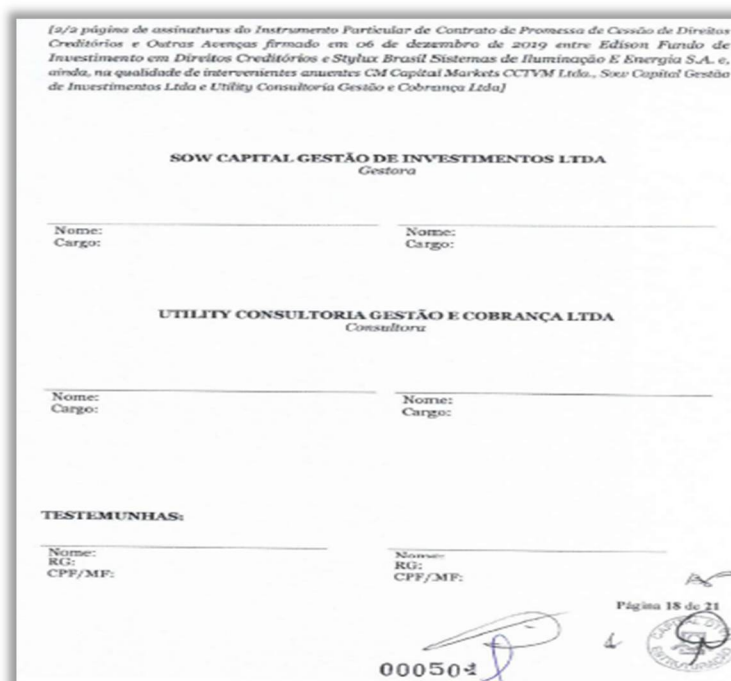 [2/2 página de assinaturas do Instrumento Particular de Contrato de Promessa de Cessão de Direitos
Creditórios e Outras Avenças firmado em 06 de dezembro de 2019 entre Edison Fundo de
Investimento em Direitos Creditórios e Stylux Brasil Sistemas de Iluminação E Energia S.A. e,
ainda, na qualidade de intervenientes anuentes CM Capital Markets CCTVM Ltda., Sow Capital Gestão
de Investimentos Ltda e Utility Consultoria Gestão e Cobrança Ltda]
SOW CAPITAL GESTÃO DE INVESTIMENTOS LTDA
Gestora
Nome: Nome:
Cargo: Cargo:
UTILITY CONSULTORIA GESTÃO E COBRANÇA LTDA
Consultora
Nome: Nome:
Cargo: Cargo:
TESTEMUNHAS:
Nome: Nome:
RG: RG:
CPF/MF: CPF/MF:
Página 18 de 21
CAPITAL DTVM
ESTRUTURAÇÃO